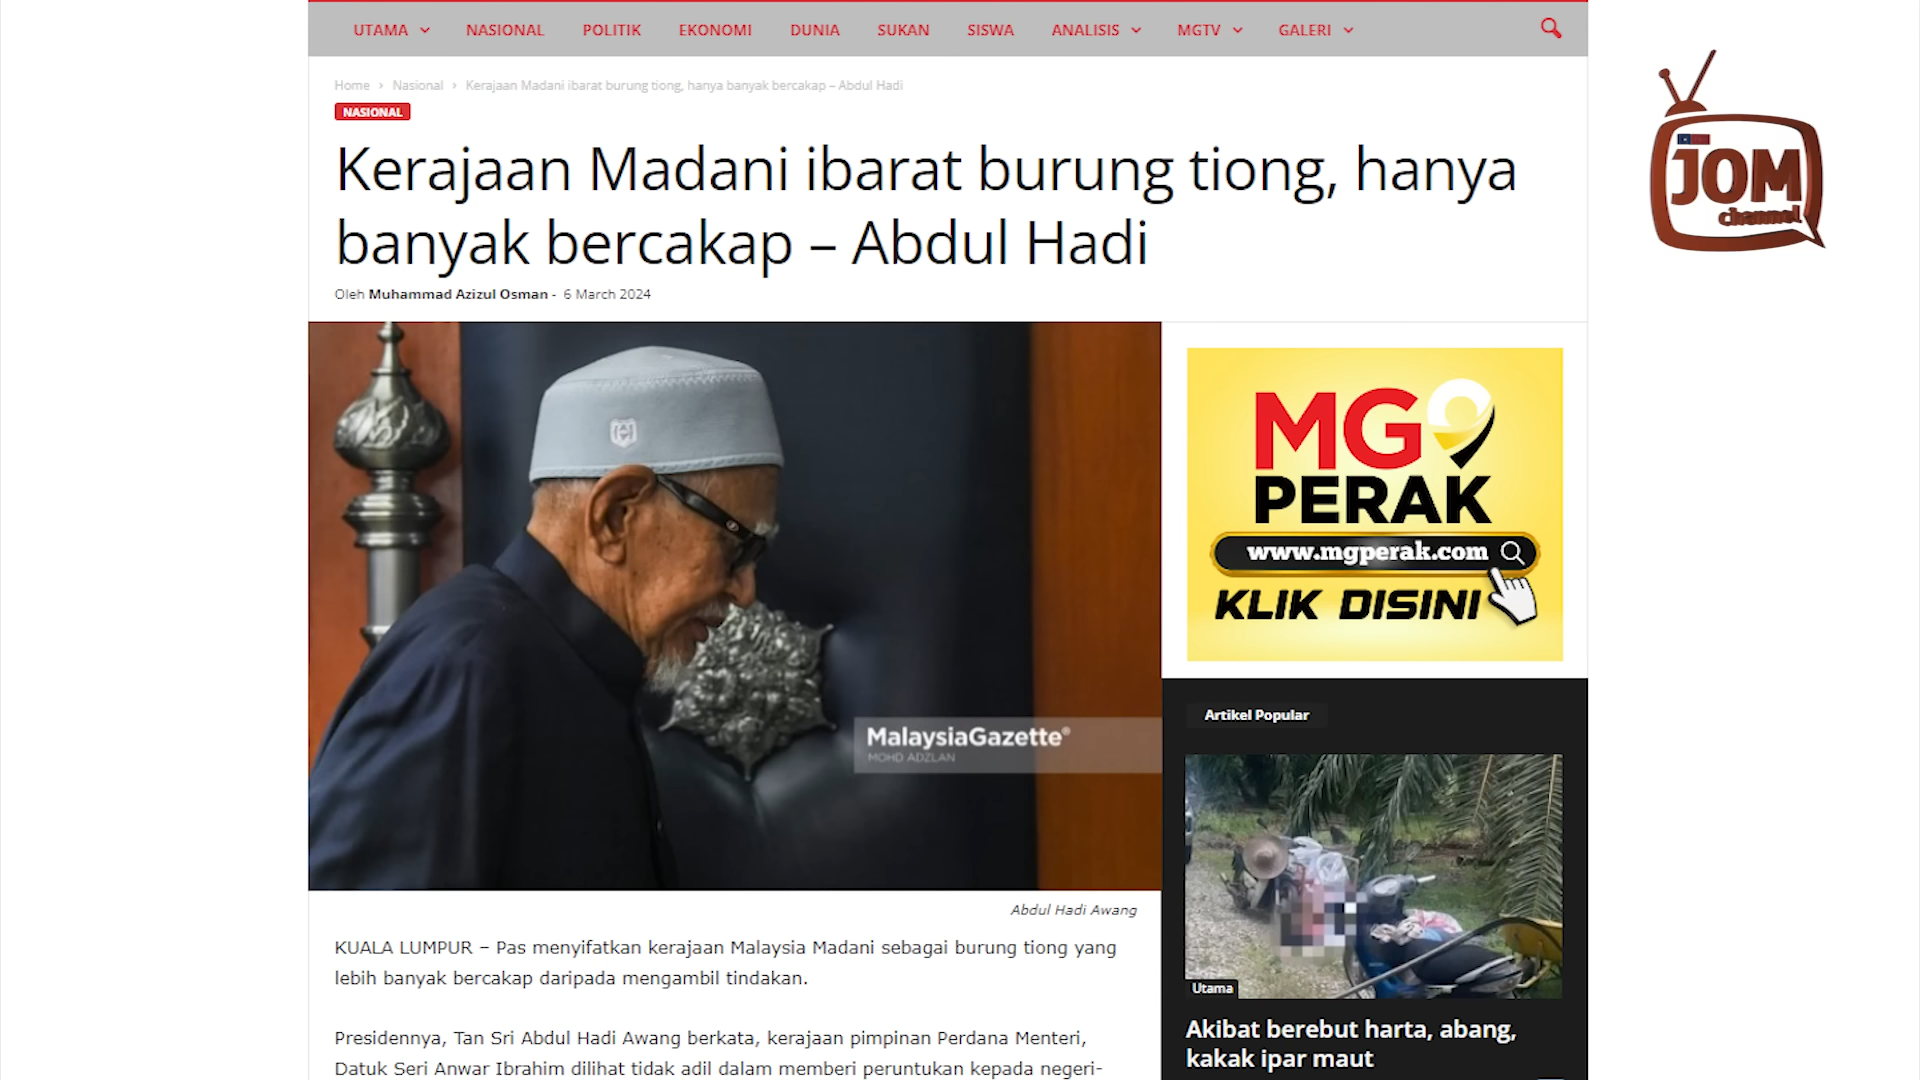 UTAMA NASIONAL POLITIK EKONOMI DUNIA SUKAN SISWA ANALISIS MGTV GALERI
JOM
channel
Home › Nasional › Kerajaan Madani ibarat burung tiong, hanya banyak bercakap – Abdul Hadi
NASIONAL
Kerajaan Madani ibarat burung tiong, hanya
banyak bercakap – Abdul Hadi
Oleh Muhammad Azizul Osman - 6 March 2024
MalaysiaGazette®
MOHD ADZLAN
Abdul Hadi Awang
KUALA LUMPUR – Pas menyifatkan kerajaan Malaysia Madani sebagai burung tiong yang
lebih banyak bercakap daripada mengambil tindakan.
Presidennya, Tan Sri Abdul Hadi Awang berkata, kerajaan pimpinan Perdana Menteri,
Datuk Seri Anwar Ibrahim dilihat tidak adil dalam memberi peruntukan kepada negeri-
MG
PERAK
www.mgperak.com
KLIK DISINI
Artikel Popular
Utama
Akibat berebut harta, abang,
kakak ipar maut